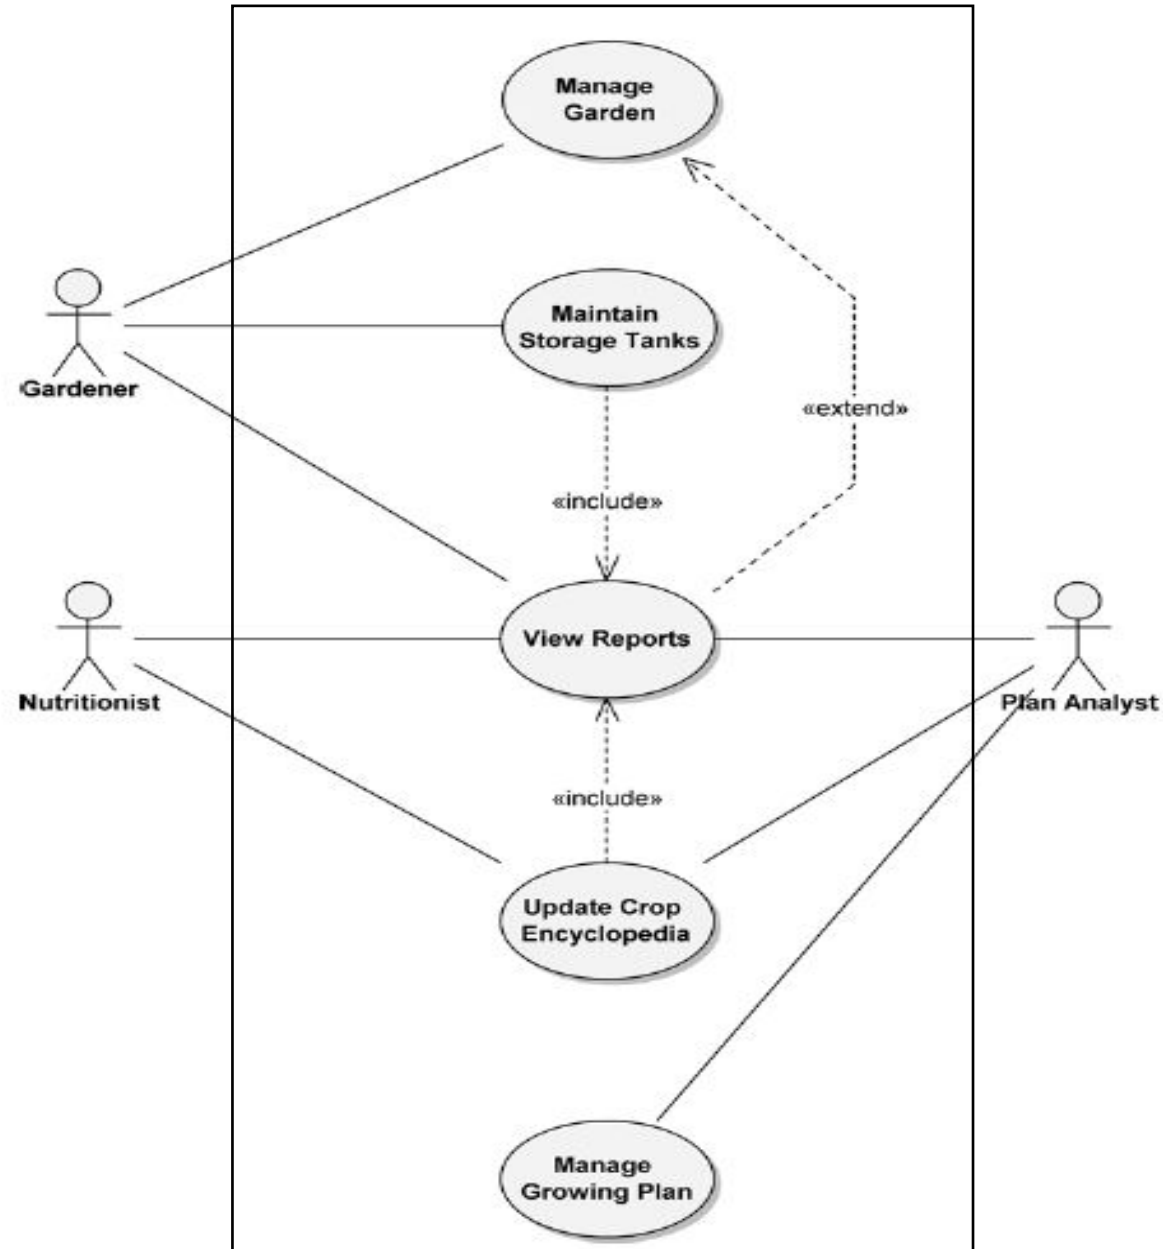 Manage
Garden
Maintain
Storage Tanks
Gardener
«extend»
«include»
View Reports
Nutritionist
Plan Analyst
«include»
Update Crop
Encyclopedia
Manage
Growing Plan